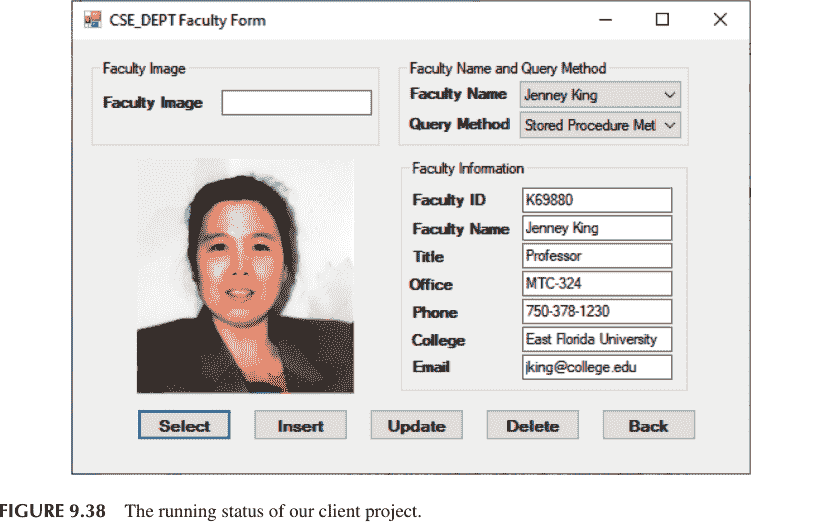 CSE_DEPT Faculty Form
Faculty Image
Faculty Image
Faculty Name and Query Method
Faculty Name Jenney King
Query Method Stored Procedure Met
Faculty Information
Faculty ID K69880
Faculty Name Jenney King
Title Professor
Office MTC-324
Phone 750-378-1230
College East Florida University
Email jking@college.edu
Select Insert Update Delete Back
FIGURE 9.38 The running status of our client project.